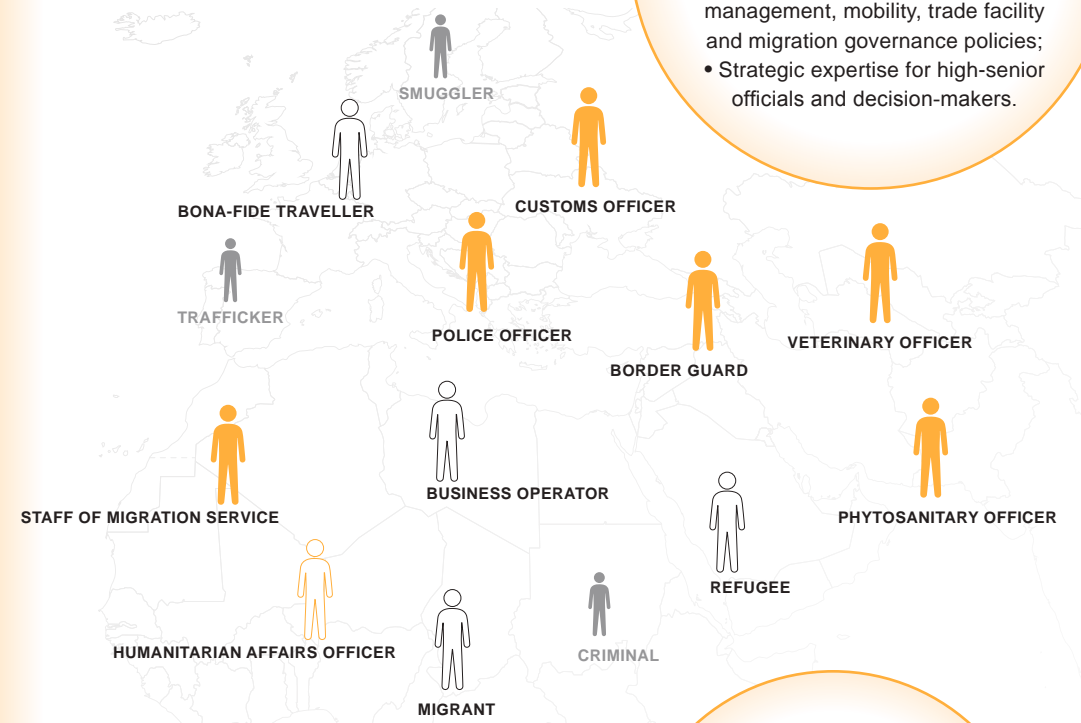 management, mobility, trade facility
and migration governance policies;
• Strategic expertise for high-senior
officials and decision-makers.
SMUGGLER
BONA-FIDE TRAVELLER
CUSTOMS OFFICER
TRAFFICKER
POLICE OFFICER
VETERINARY OFFICER
BORDER GUARD
BUSINESS OPERATOR
STAFF OF MIGRATION SERVICE
PHYTOSANITARY OFFICER
REFUGEE
HUMANITARIAN AFFAIRS OFFICER
CRIMINAL
MIGRANT